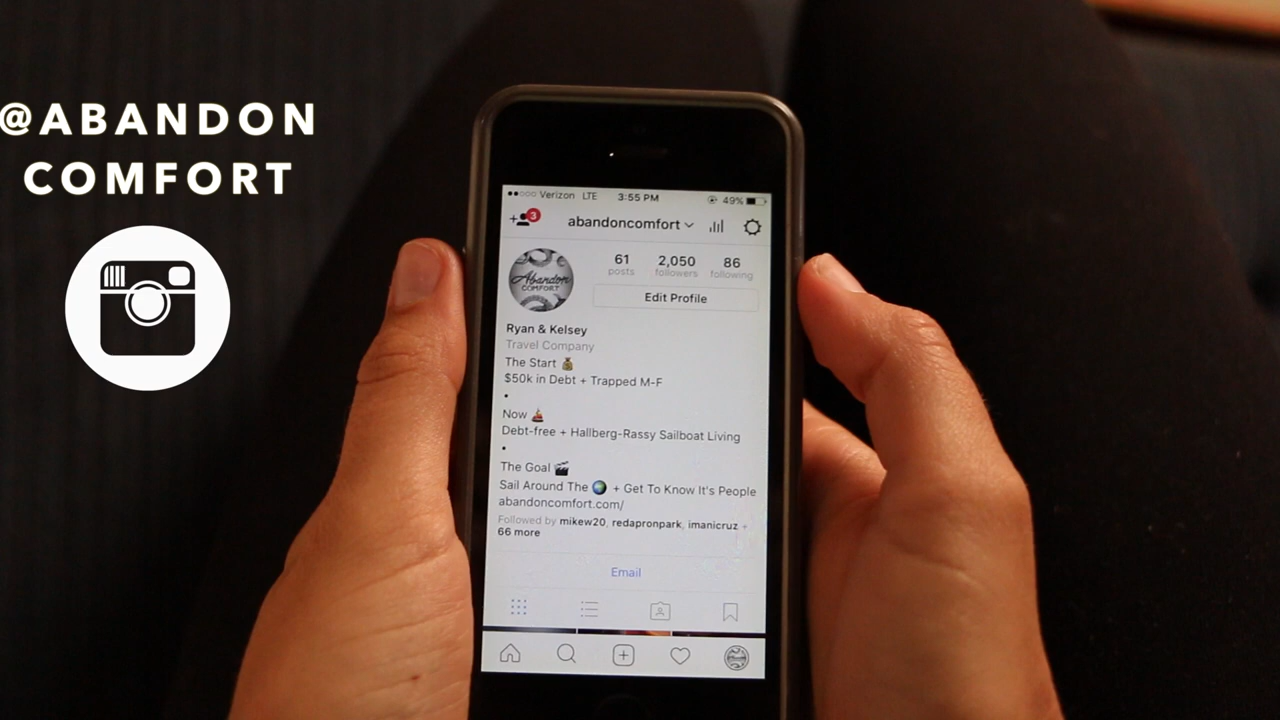 @ABANDON
COMFORT
Verizon LTE 3:55 PM 49%
3
abandoncomfort
61 2,050 86
posts followers following
Abandon
COMFORT
Edit Profile
Ryan & Kelsey
Travel Company
The Start 💰
$50k in Debt + Trapped M-F
•
Now ⛵
Debt-free + Hallberg-Rassy Sailboat Living
•
The Goal 🎬
Sail Around The 🌍 + Get To Know It's People
abandoncomfort.com/
Followed by mikew20, redapronpark, imanicruz +
66 more
Email